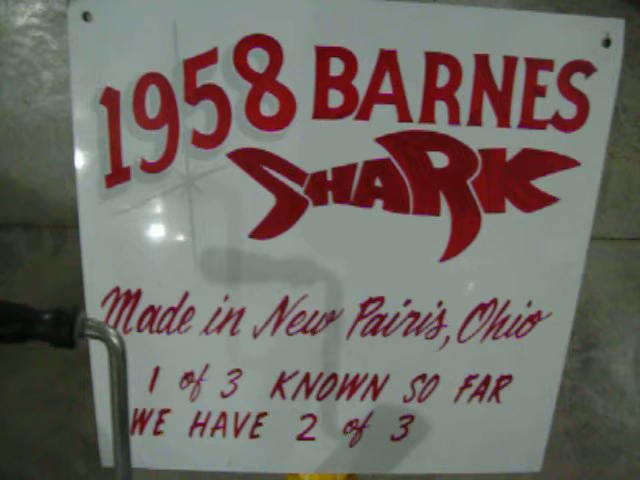 1958 BARNES
SHARK
Made in New Pairis, Ohio
1 of 3 KNOWN SO FAR
WE HAVE 2 of 3